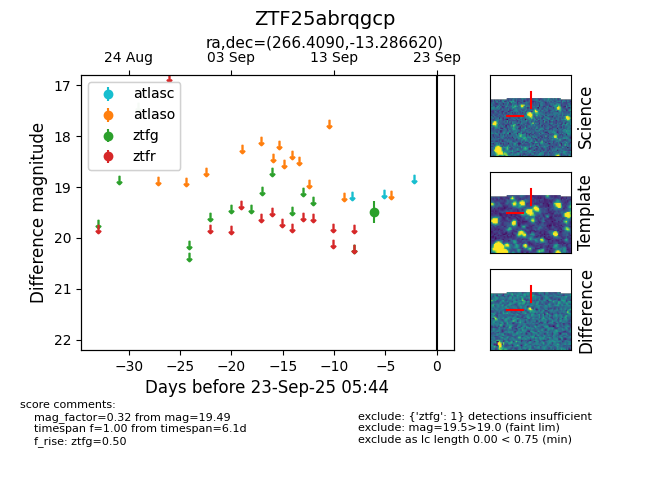 ZTF25abrqgcp
ra,dec=(266.4090,-13.286620)
24 Aug 03 Sep 13 Sep 23 Sep
17
18
19
20
21
22
Difference magnitude
atlasc
atlaso
ztfg
ztfr
−30 −25 −20 −15 −10 −5 0
Days before 23-Sep-25 05:44
Science
Template
Difference
score comments:
mag_factor=0.32 from mag=19.49
timespan f=1.00 from timespan=6.1d
f_rise: ztfg=0.50
exclude: {'ztfg': 1} detections insufficient
exclude: mag=19.5>19.0 (faint lim)
exclude as lc length 0.00 < 0.75 (min)